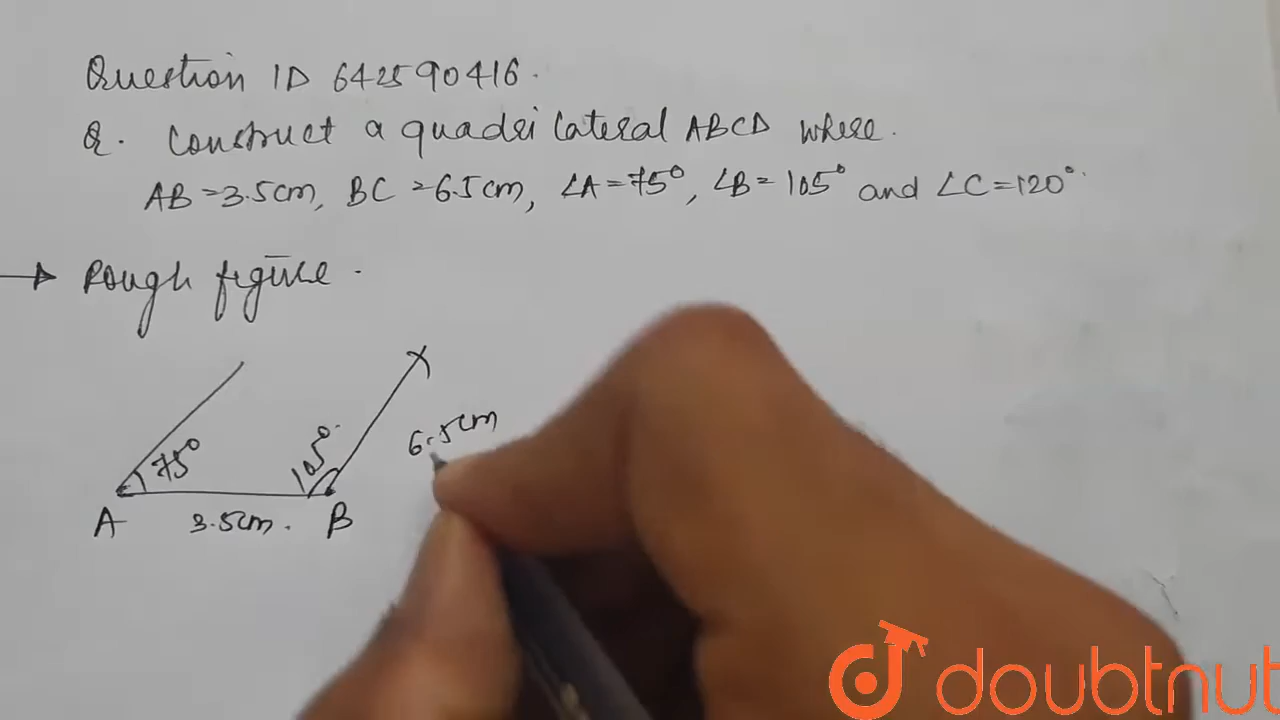 Question ID 642590416.
Q. Construct a quadrilateral ABCD where.
AB=3.5cm, BC=6.5cm, ∠A=75°, ∠B=105° and ∠C=120°.
Rough figure.
6.5cm
75° 105°
A 3.5cm. B
doubtnut